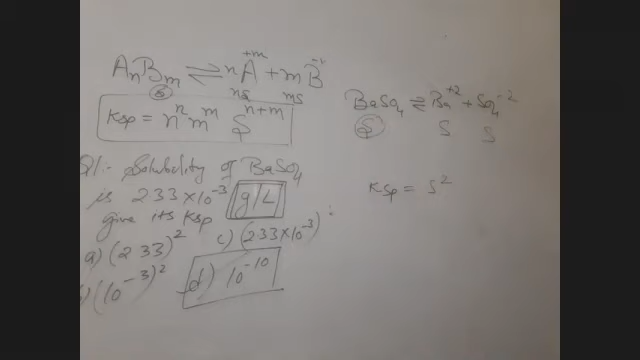 AnBm ⇌ nA+m + mB-n
S nS mS
Ksp = n^n m^m S^n+m
Q1:- Solubility of BaSO4
is 2.33×10^-3 g/L
give its Ksp
a) (2.33)^2 c) (2.33×10^-3)
b) (10^-3)^2 d) 10^-10
BaSO4 ⇌ Ba+2 + SO4-2
S S S
Ksp = S^2